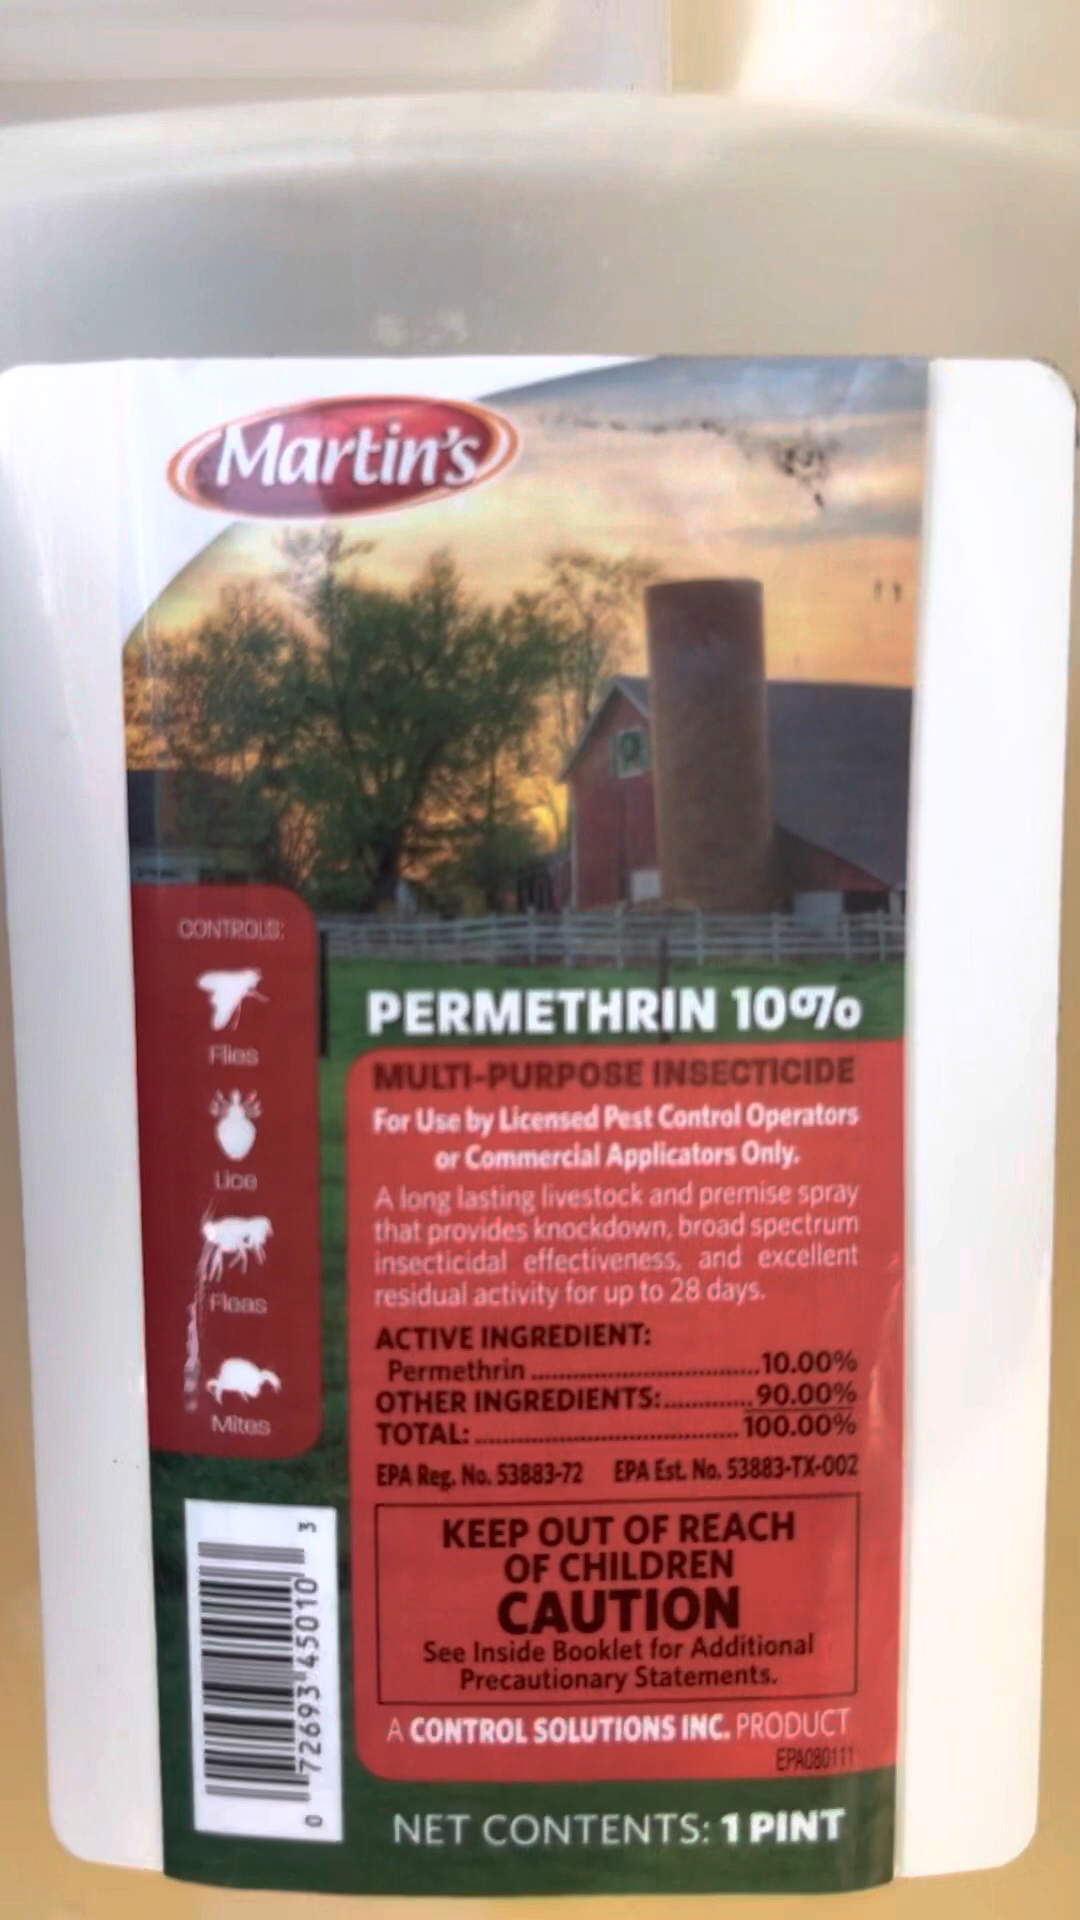 Martin's
CONTROLS:
Flies
Lice
Fleas
Mites
PERMETHRIN 10%
MULTI-PURPOSE INSECTICIDE
For Use by Licensed Pest Control Operators
or Commercial Applicators Only.
A long lasting livestock and premise spray
that provides knockdown, broad spectrum
insecticidal effectiveness, and excellent
residual activity for up to 28 days.
ACTIVE INGREDIENT:
Permethrin ................................10.00%
OTHER INGREDIENTS:.............90.00%
TOTAL:......................................100.00%
EPA Reg. No. 53883-72 EPA Est. No. 53883-TX-002
KEEP OUT OF REACH
OF CHILDREN
CAUTION
See Inside Booklet for Additional
Precautionary Statements.
A CONTROL SOLUTIONS INC. PRODUCT
EPA080111
0 72693 45010 3
NET CONTENTS: 1 PINT